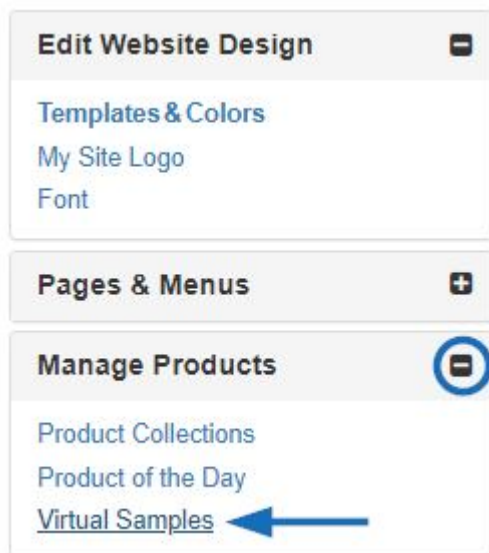 Edit Website Design
Templates & Colors
My Site Logo
Font
Pages & Menus
Manage Products
Product Collections
Product of the Day
Virtual Samples